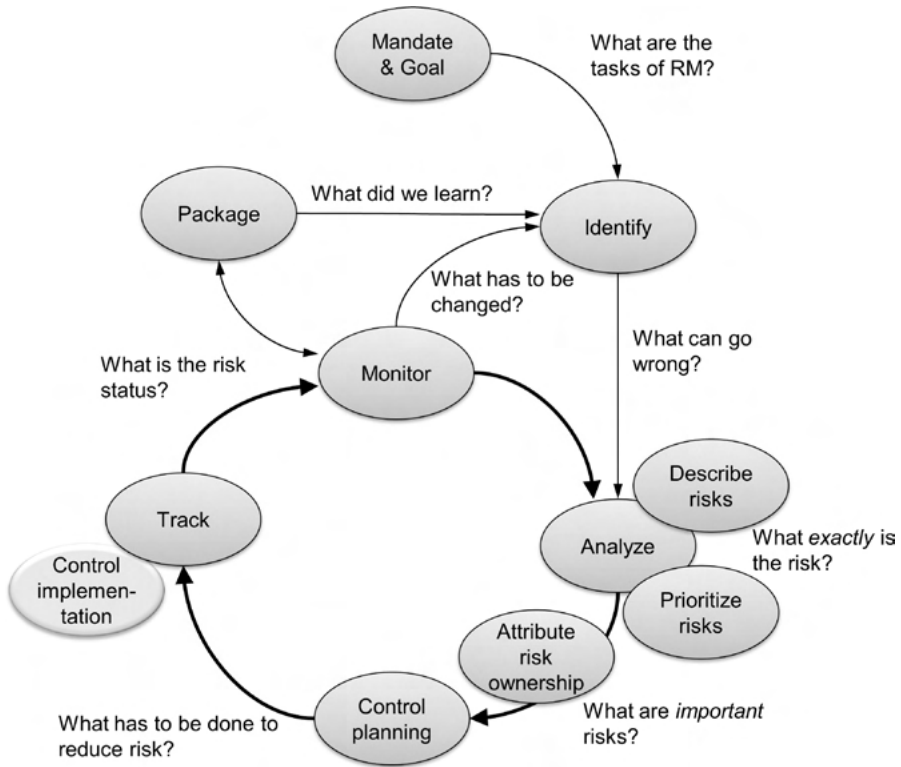 Mandate
& Goal
What are the
tasks of RM?
Package
What did we learn?
Identify
What has to be
changed?
What can go
wrong?
What is the risk
status?
Monitor
Describe
risks
Track
Analyze
What exactly is
the risk?
Control
implemen-
tation
Prioritize
risks
Attribute
risk
ownership
Control
planning
What are important
risks?
What has to be done to
reduce risk?